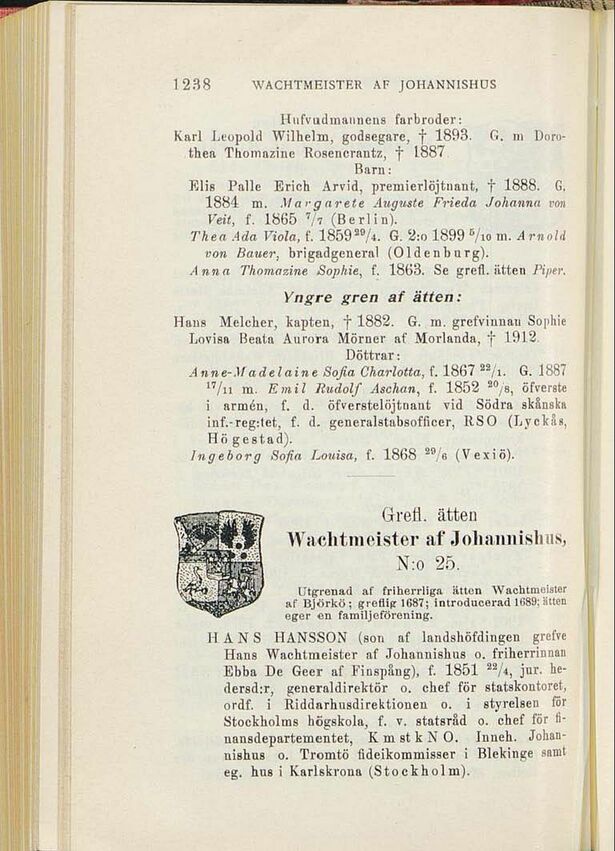 1238 WACHTMEISTER AF JOHANNISHUS
Hufvudmannens farbroder:
Karl Leopold Wilhelm, godsegare, † 1893. G. m Doro-
thea Thomazine Rosencrantz, † 1887
Barn:
Elis Palle Erich Arvid, premierlöjtnant, † 1888. G.
1884 m. Margarete Auguste Frieda Johanna von
Veit, f. 1865 7/7 (Berlin).
Thea Ada Viola, f. 1859 29/4. G. 2:o 1899 5/10 m. Arnold
von Bauer, brigadgeneral (Oldenburg).
Anna Thomazine Sophie, f. 1863. Se grefl. ätten Piper.
Yngre gren af ätten:
Hans Melcher, kapten, † 1882. G. m. grefvinnan Sophie
Lovisa Beata Aurora Mörner af Morlanda, † 1912
Döttrar:
Anne-Madelaine Sofia Charlotta, f. 1867 22/1. G. 1887
17/11 m. Emil Rudolf Aschan, f. 1852 20/8, öfverste
i armén, f. d. öfverstelöjtnant vid Södra skånska
inf.-reg:tet, f. d. generalstabsofficer, RSO (Lyckås,
Högestad).
Ingeborg Sofia Louisa, f. 1868 29/6 (Vexiö).
Grefl. ätten
Wachtmeister af Johannishus,
N:o 25.
Utgrenad af friherrliga ätten Wachtmeister
af Björkö; greflig 1687; introducerad 1689; ätten
eger en familjeförening.
HANS HANSSON (son af landshöfdingen grefve
Hans Wachtmeister af Johannishus o. friherrinnan
Ebba De Geer af Finspång), f. 1851 22/4, jur. he-
dersd:r, generaldirektör o. chef för statskontoret,
ordf. i Riddarhusdirektionen o. i styrelsen för
Stockholms högskola, f. v. statsråd o. chef för fi-
nansdepartementet, KmstkNO. Inneh. Johan-
nishus o. Tromtö fideikommisser i Blekinge samt
eg. hus i Karlskrona (Stockholm).